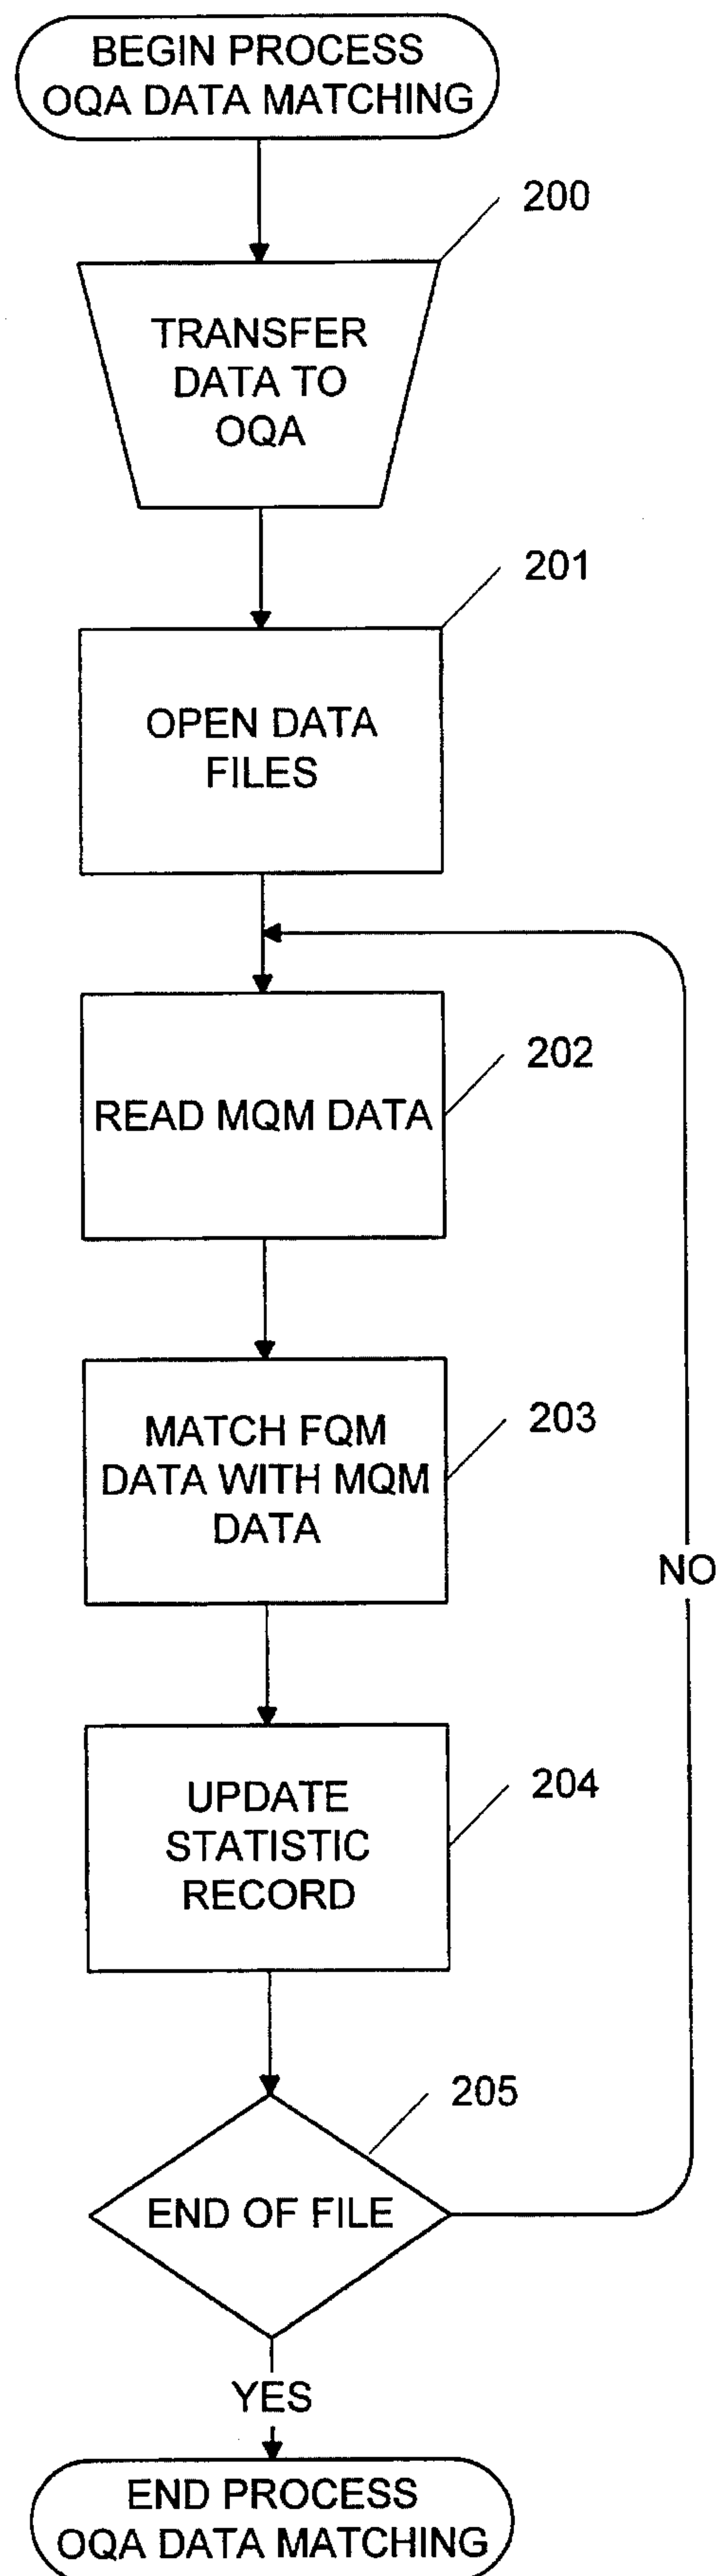 BEGIN PROCESS
OQA DATA MATCHING
200
TRANSFER
DATA TO
OQA
201
OPEN DATA
FILES
202
READ MQM DATA
203
MATCH FQM
DATA WITH MQM
DATA
NO
204
UPDATE
STATISTIC
RECORD
205
END OF FILE
YES
END PROCESS
OQA DATA MATCHING